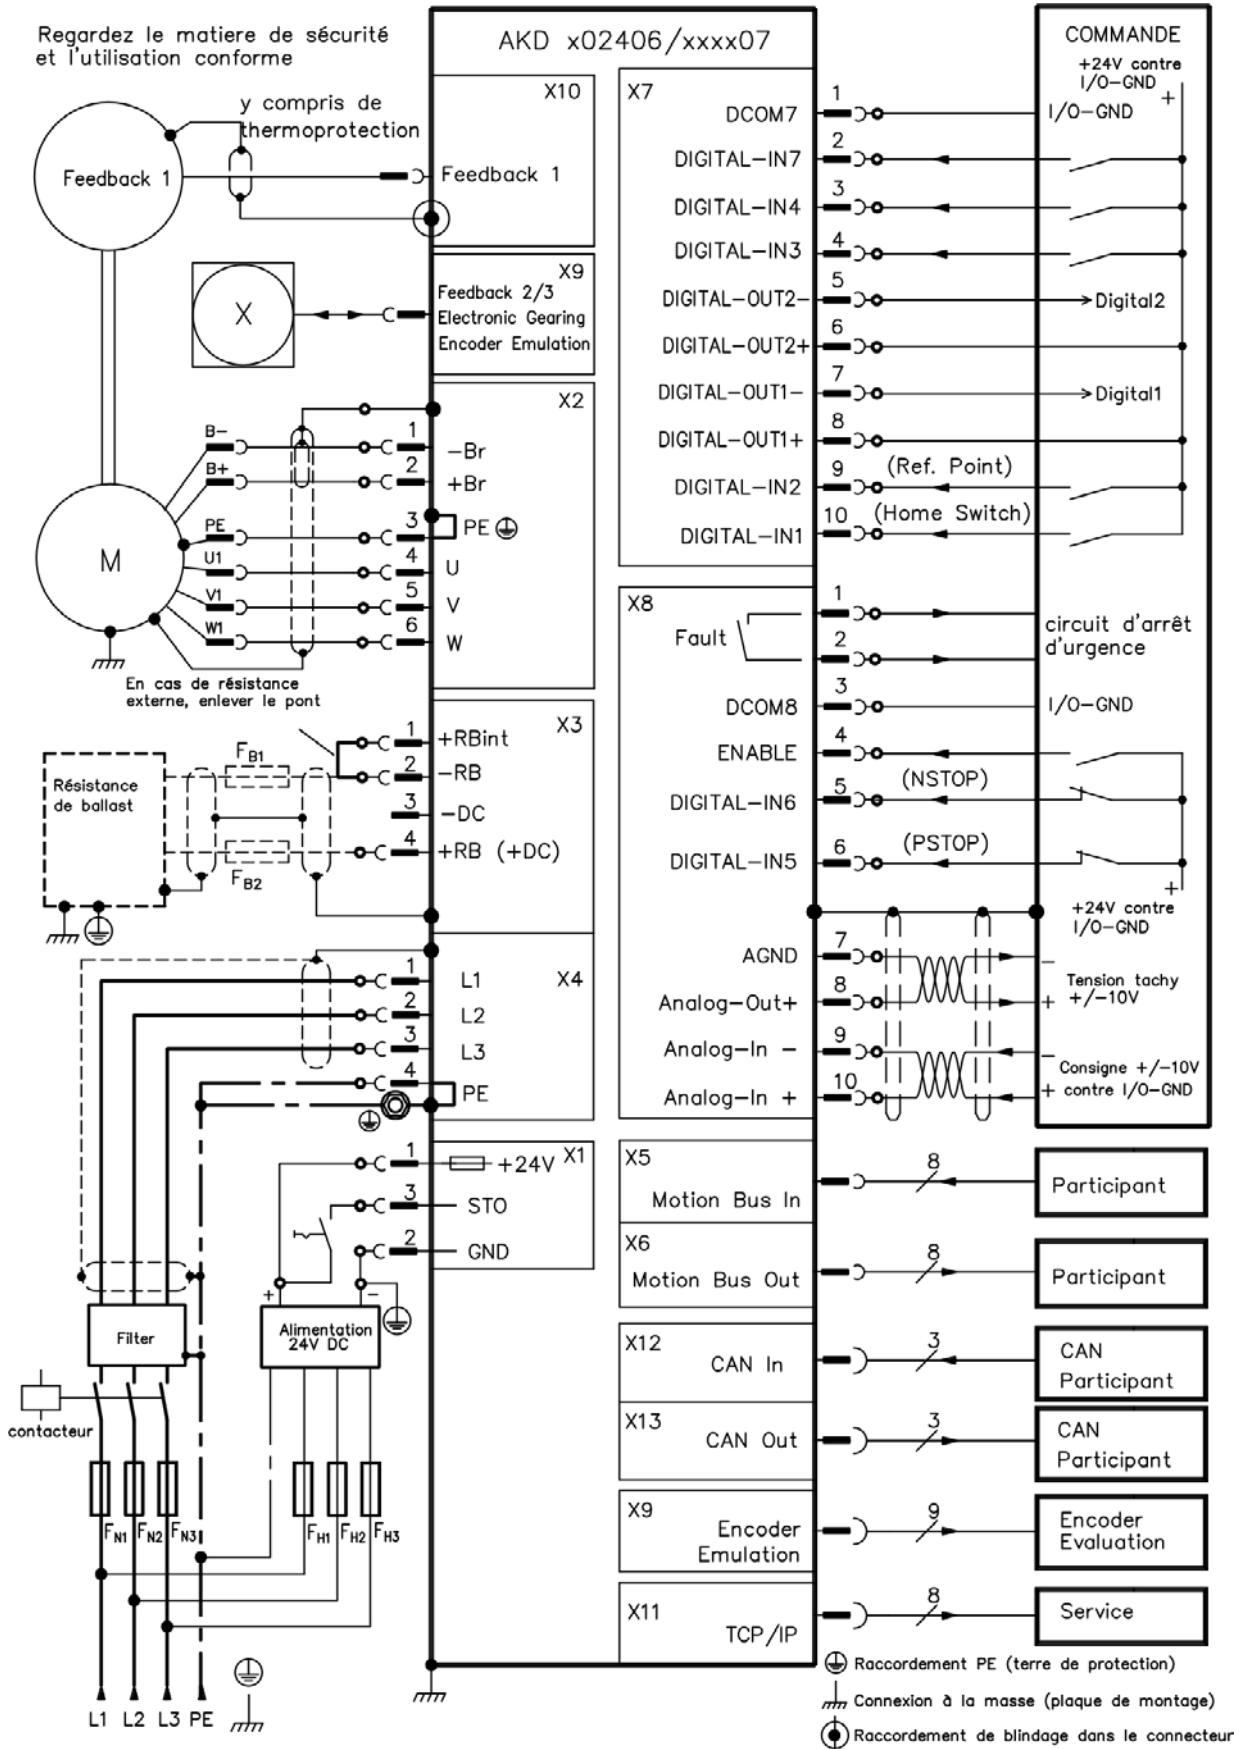 Regardez le matiere de sécurité
et l'utilisation conforme
AKD x02406/xxxx07
COMMANDE
+24V contre
I/O-GND
+
y compris de
thermoprotection
Feedback 1
X10
Feedback 1
X
X9
Feedback 2/3
Electronic Gearing
Encoder Emulation
X2
B-
1
-Br
B+
2
+Br
PE
3
PE
M
U1
4
U
V1
5
V
W1
6
W
En cas de résistance
externe, enlever le pont
X3
1
+RBint
2
-RB
3
-DC
4
+RB (+DC)
FB1
FB2
Résistance
de ballast
X4
1
L1
2
L2
3
L3
4
PE
X1
1
+24V
3
STO
2
GND
+
-
Alimentation
24V DC
Filter
contacteur
FN1
FN2
FN3
FH1
FH2
FH3
L1
L2
L3
PE
X7
DCOM7
1
I/O-GND
DIGITAL-IN7
2
DIGITAL-IN4
3
DIGITAL-IN3
4
DIGITAL-OUT2-
5
Digital2
DIGITAL-OUT2+
6
DIGITAL-OUT1-
7
Digital1
DIGITAL-OUT1+
8
DIGITAL-IN2
9
(Ref. Point)
DIGITAL-IN1
10
(Home Switch)
X8
Fault
1
2
circuit d'arrêt
d'urgence
DCOM8
3
I/O-GND
ENABLE
4
DIGITAL-IN6
5
(NSTOP)
DIGITAL-IN5
6
(PSTOP)
+
+24V contre
I/O-GND
AGND
7
-
Analog-Out+
8
+
Tension tachy
+/-10V
Analog-In -
9
-
Analog-In +
10
+
Consigne +/-10V
contre I/O-GND
X5
Motion Bus In
8
Participant
X6
Motion Bus Out
8
Participant
X12
CAN In
3
CAN
Participant
X13
CAN Out
3
CAN
Participant
X9
Encoder
Emulation
9
Encoder
Evaluation
X11
TCP/IP
8
Service
Raccordement PE (terre de protection)
Connexion à la masse (plaque de montage)
Raccordement de blindage dans le connecteur